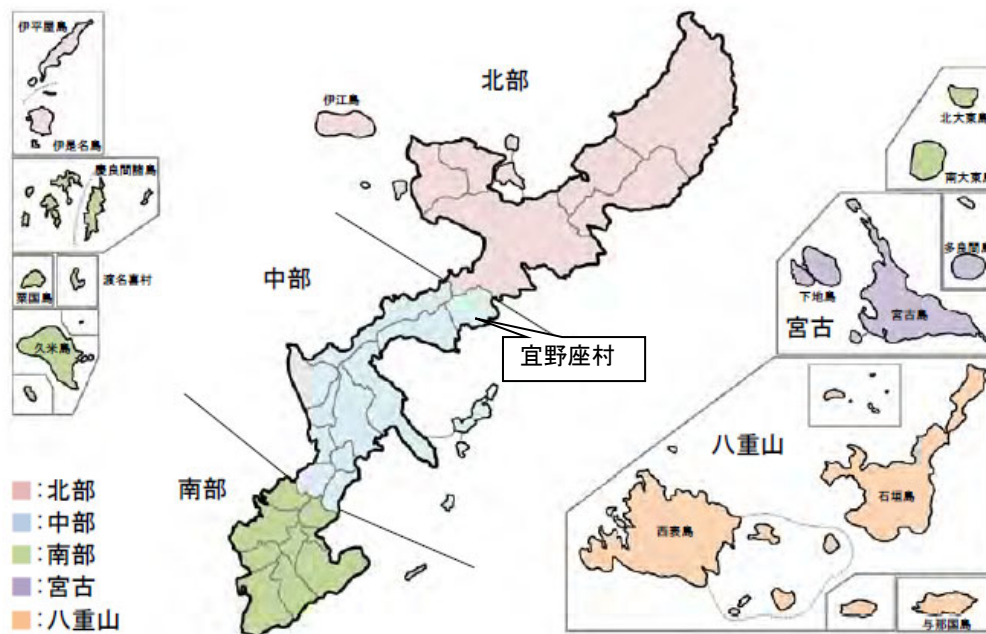 伊平屋島
伊是名島
慶良間諸島
粟国島
渡名喜村
久米島
伊江島
北部
中部
宜野座村
南部
北大東島
南大東島
多良間島
下地島
宮古島
宮古
八重山
石垣島
西表島
与那国島
:北部
:中部
:南部
:宮古
:八重山